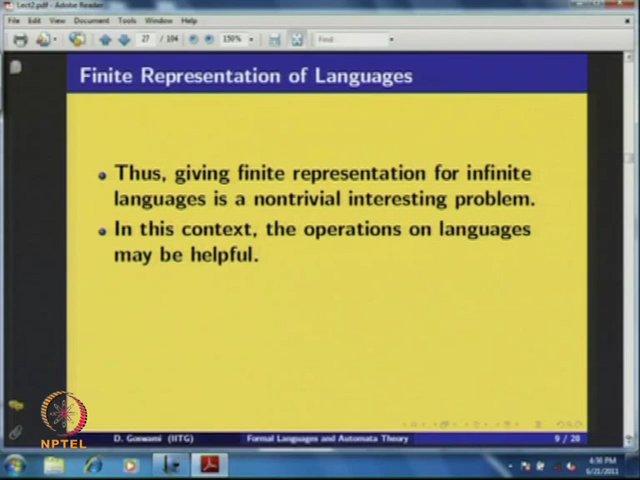 Lect2.pdf - Adobe Reader
File Edit View Document Tools Window Help
27 / 104 150% Find
Finite Representation of Languages
Thus, giving finite representation for infinite
languages is a nontrivial interesting problem.
In this context, the operations on languages
may be helpful.
NPTEL
D. Goswami (IITG) Formal Languages and Automata Theory 9 / 28
4:50 PM
6/21/2011